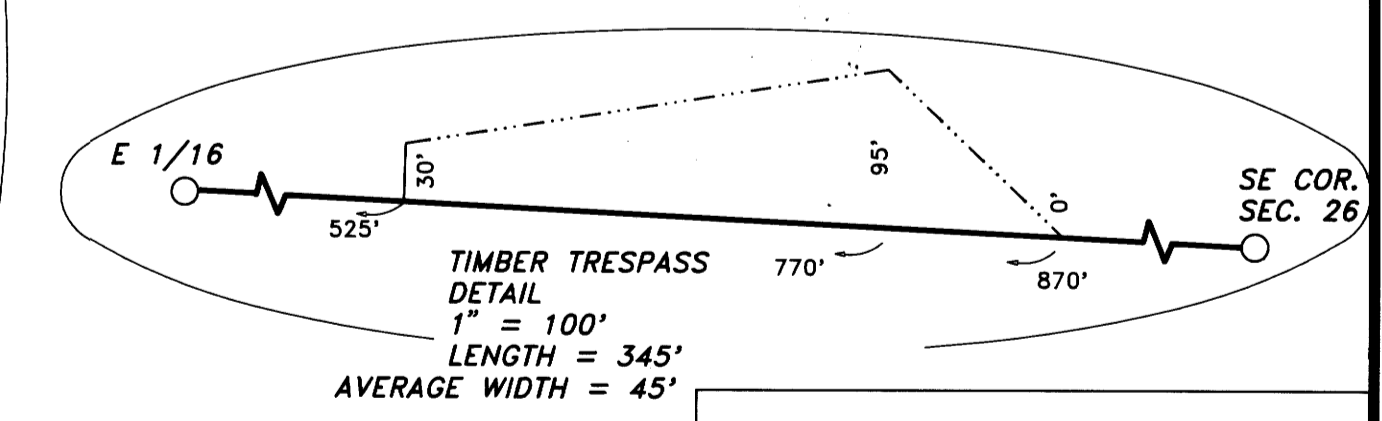 E 1/16
30'
95'
0'
SE COR.
SEC. 26
525'
770'
870'
TIMBER TRESPASS
DETAIL
1" = 100'
LENGTH = 345'
AVERAGE WIDTH = 45'